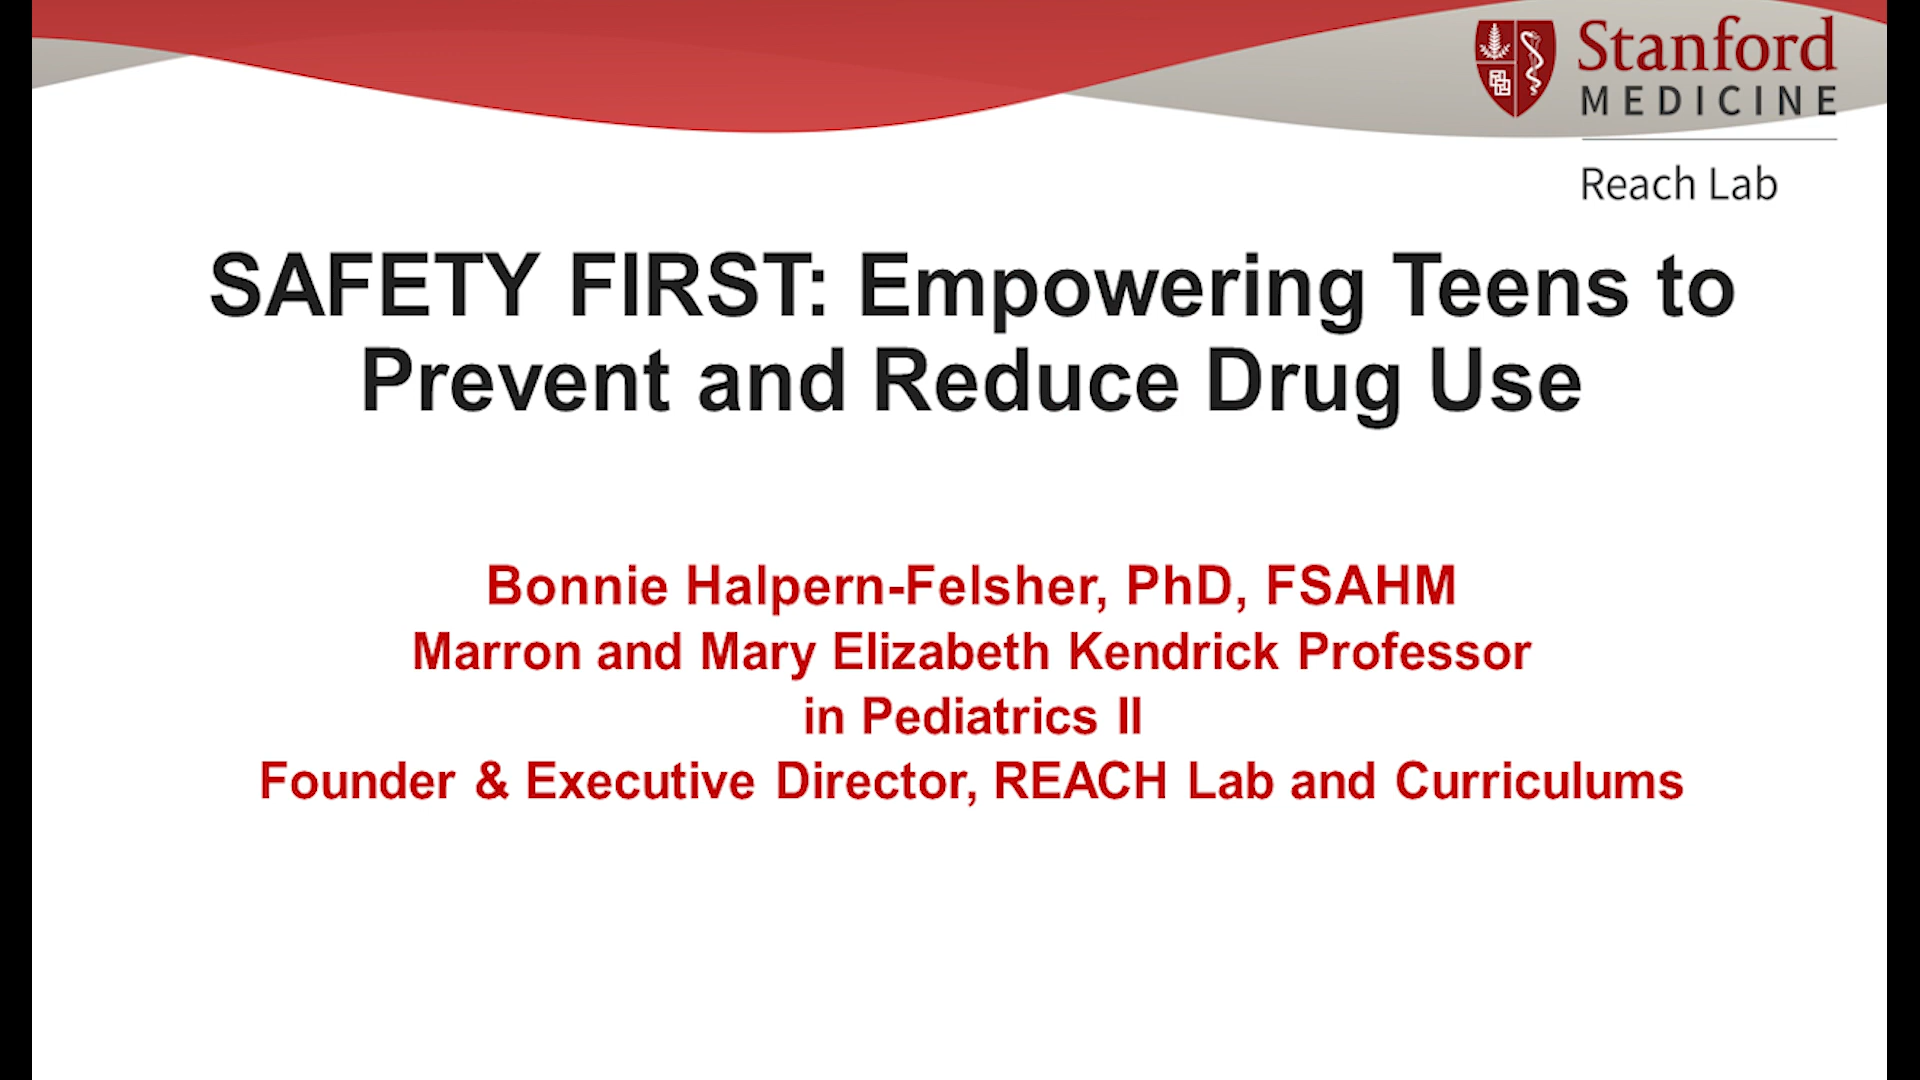 Stanford
MEDICINE
Reach Lab
SAFETY FIRST: Empowering Teens to
Prevent and Reduce Drug Use
Bonnie Halpern-Felsher, PhD, FSAHM
Marron and Mary Elizabeth Kendrick Professor
in Pediatrics II
Founder & Executive Director, REACH Lab and Curriculums